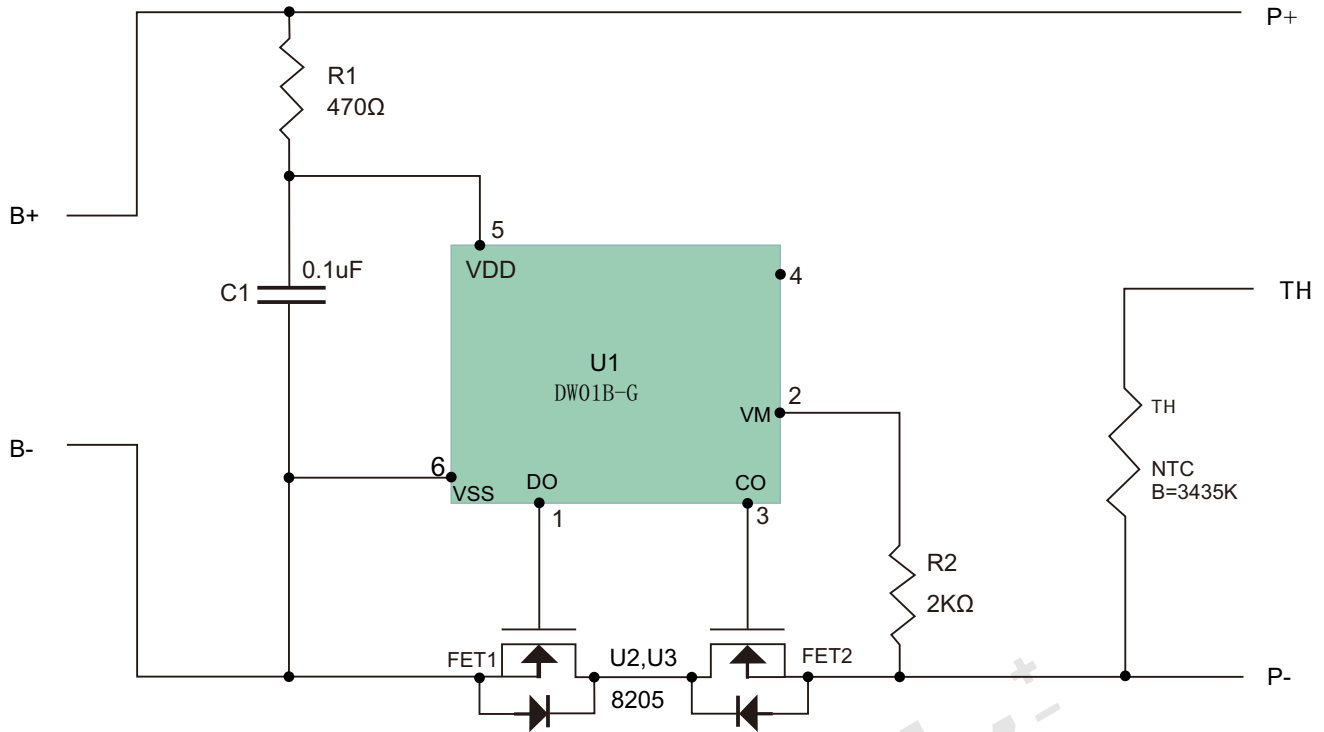 P+
R1
470Ω
B+
5
VDD
4
0.1uF
C1
TH
U1
DW01B-G
2
VM
TH
B-
6
VSS
DO
CO
NTC
B=3435K
1
3
R2
2KΩ
FET1
U2,U3
FET2
8205
P-